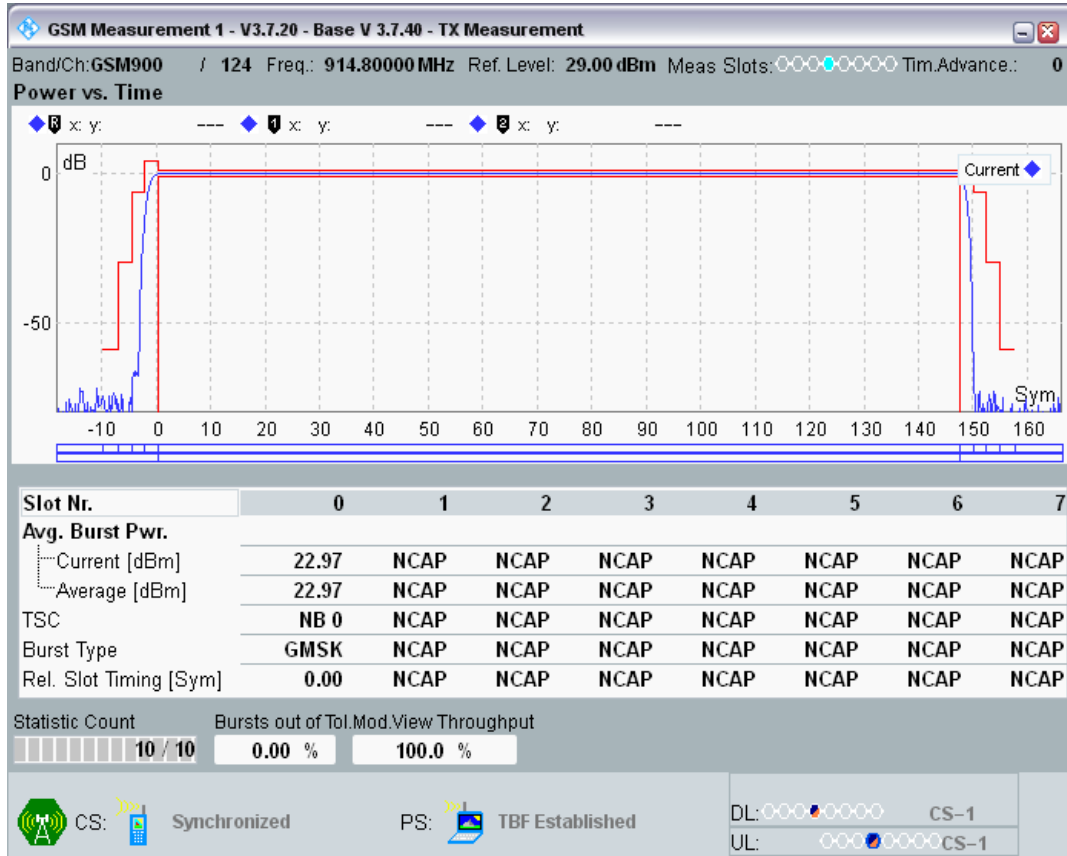 GSM Measurement 1 - V3.7.20 - Base V 3.7.40 - TX Measurement
Band/Ch:GSM900 / 124 Freq.: 914.80000 MHz Ref. Level: 29.00 dBm Meas Slots: Tim.Advance.: 0
Power vs. Time
R x: y: --- 1 x: y: --- 2 x: y: ---
dB
Current
0
-50
Sym
-10 0 10 20 30 40 50 60 70 80 90 100 110 120 130 140 150 160
Slot Nr. 0 1 2 3 4 5 6 7
Avg. Burst Pwr.
Current [dBm] 22.97 NCAP NCAP NCAP NCAP NCAP NCAP NCAP
Average [dBm] 22.97 NCAP NCAP NCAP NCAP NCAP NCAP NCAP
TSC NB 0 NCAP NCAP NCAP NCAP NCAP NCAP NCAP
Burst Type GMSK NCAP NCAP NCAP NCAP NCAP NCAP NCAP
Rel. Slot Timing [Sym] 0.00 NCAP NCAP NCAP NCAP NCAP NCAP NCAP
Statistic Count Bursts out of Tol. Mod.View Throughput
10 / 10 0.00 % 100.0 %
CS: Synchronized PS: TBF Established DL: CS-1
UL: CS-1